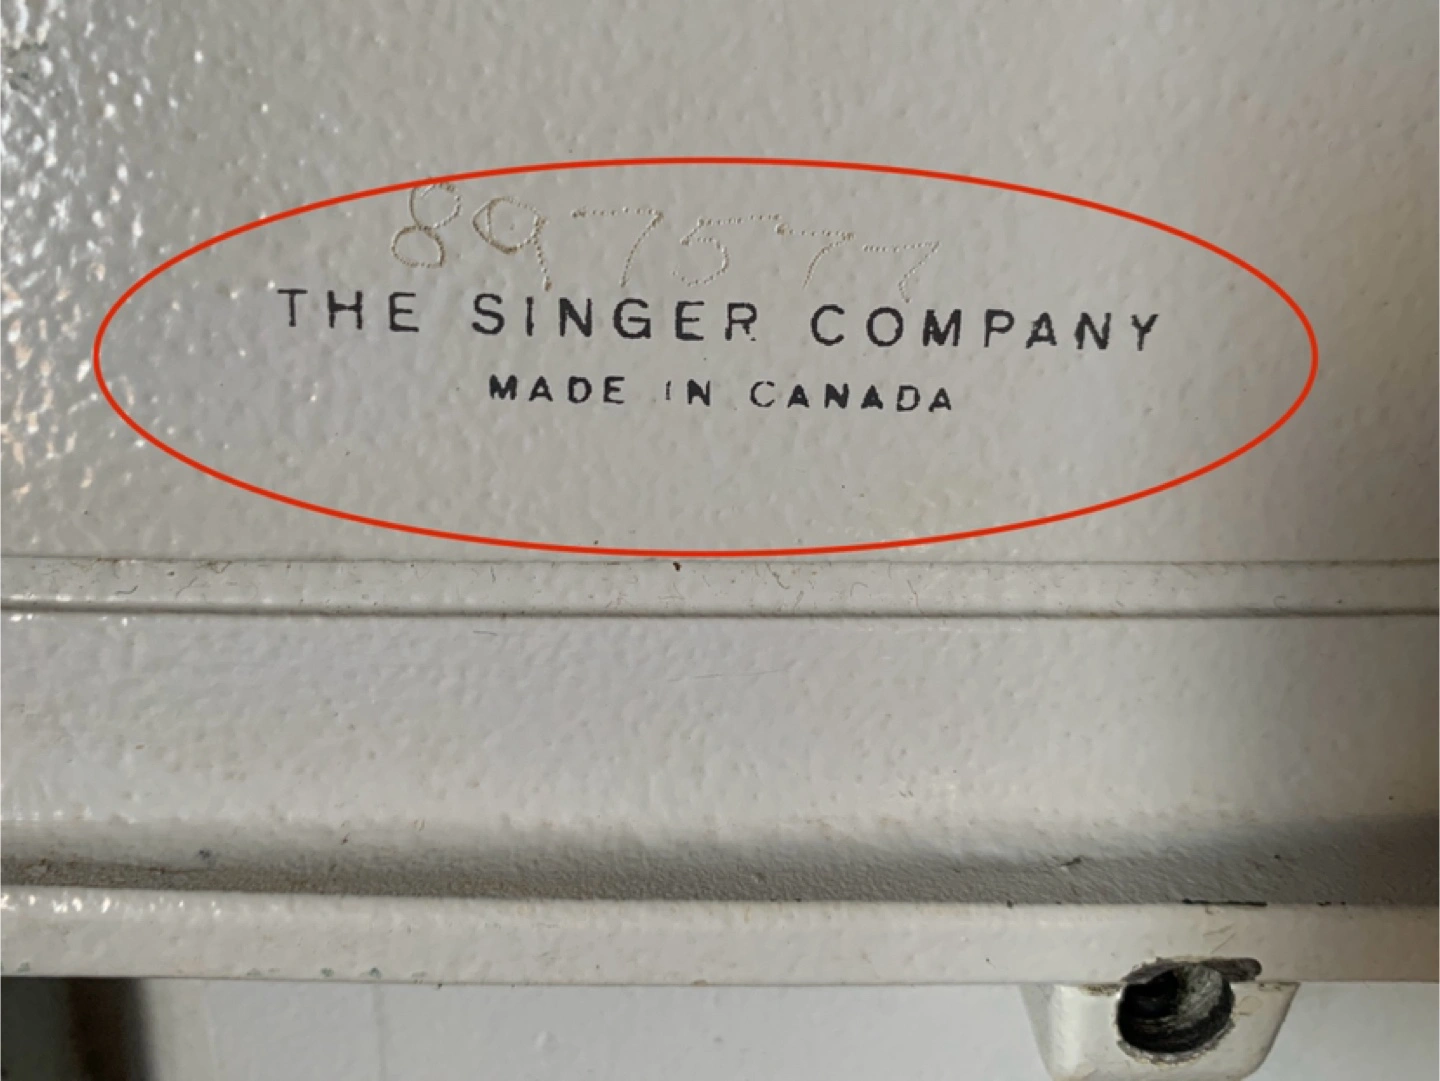 897577
THE SINGER COMPANY
MADE IN CANADA